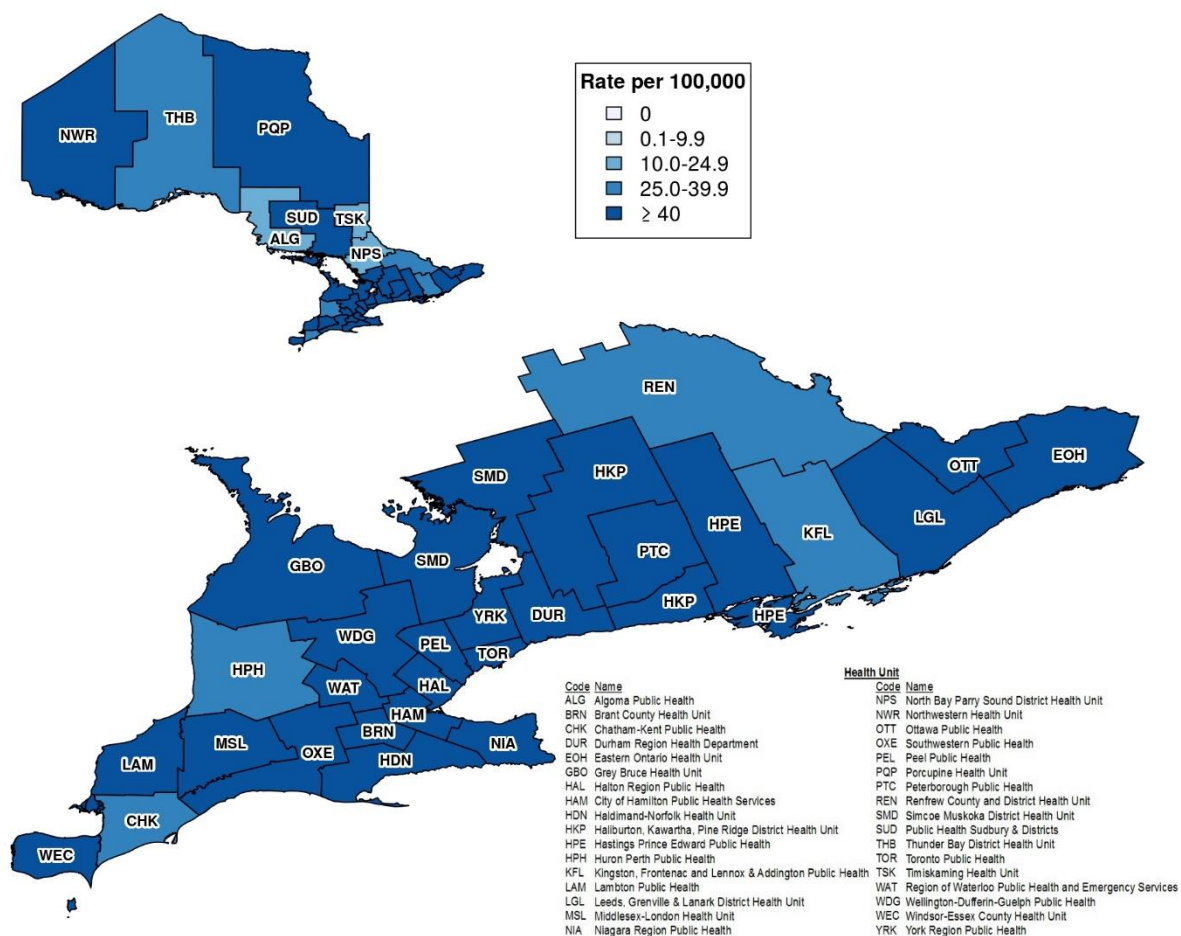 Rate per 100,000
0
0.1-9.9
10.0-24.9
25.0-39.9
≥ 40
NWR
THB
PQP
SUD
TSK
ALG
NPS
REN
SMD
HKP
OTT
EOH
HPE
LGL
KFL
GBO
SMD
PTC
YRK
DUR
HKP
HPE
WDG
PEL
TOR
HPH
WAT
HAL
HAM
MSL
BRN
NIA
OXE
HDN
LAM
CHK
WEC
Health Unit
Code Name
ALG Algoma Public Health
BRN Brant County Health Unit
CHK Chatham-Kent Public Health
DUR Durham Region Health Department
EOH Eastern Ontario Health Unit
GBO Grey Bruce Health Unit
HAL Halton Region Public Health
HAM City of Hamilton Public Health Services
HDN Haldimand-Norfolk Health Unit
HKP Haliburton, Kawartha, Pine Ridge District Health Unit
HPE Hastings Prince Edward Public Health
HPH Huron Perth Public Health
KFL Kingston, Frontenac and Lennox & Addington Public Health
LAM Lambton Public Health
LGL Leeds, Grenville & Lanark District Health Unit
MSL Middlesex-London Health Unit
NIA Niagara Region Public Health
Code Name
NPS North Bay Parry Sound District Health Unit
NWR Northwestern Health Unit
OTT Ottawa Public Health
OXE Southwestern Public Health
PEL Peel Public Health
PQP Porcupine Health Unit
PTC Peterborough Public Health
REN Renfrew County and District Health Unit
SMD Simcoe Muskoka District Health Unit
SUD Public Health Sudbury & Districts
THB Thunder Bay District Health Unit
TOR Toronto Public Health
TSK Timiskaming Health Unit
WAT Region of Waterloo Public Health and Emergency Services
WDG Wellington-Dufferin-Guelph Public Health
WEC Windsor-Essex County Health Unit
YRK York Region Public Health